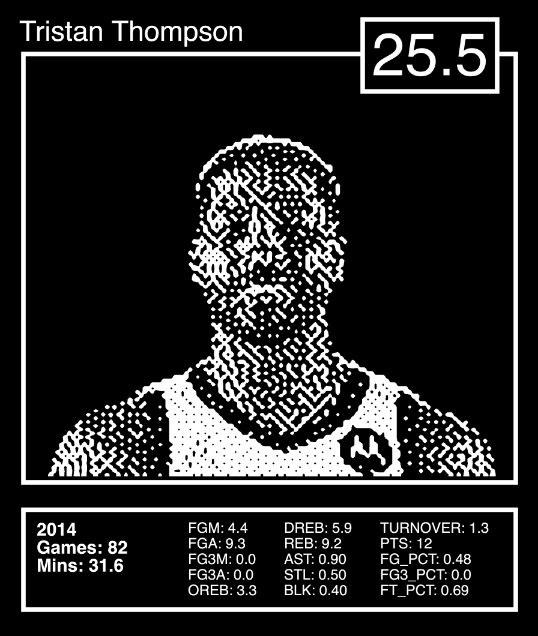 Tristan Thompson
25.5
2014
Games: 82
Mins: 31.6
FGM: 4.4
FGA: 9.3
FG3M: 0.0
FG3A: 0.0
OREB: 3.3
DREB: 5.9
REB: 9.2
AST: 0.90
STL: 0.50
BLK: 0.40
TURNOVER: 1.3
PTS: 12
FG_PCT: 0.48
FG3_PCT: 0.0
FT_PCT: 0.69